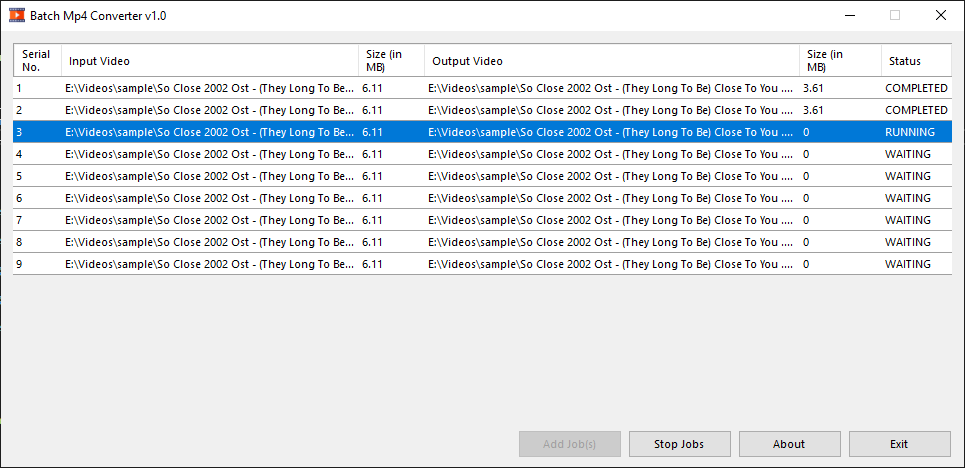 Batch Mp4 Converter v1.0
Serial No. Input Video Size (in MB) Output Video Size (in MB) Status
1 E:\Videos\sample\So Close 2002 Ost - (They Long To Be... 6.11 E:\Videos\sample\So Close 2002 Ost - (They Long To Be) Close To You .... 3.61 COMPLETED
2 E:\Videos\sample\So Close 2002 Ost - (They Long To Be... 6.11 E:\Videos\sample\So Close 2002 Ost - (They Long To Be) Close To You .... 3.61 COMPLETED
3 E:\Videos\sample\So Close 2002 Ost - (They Long To Be... 6.11 E:\Videos\sample\So Close 2002 Ost - (They Long To Be) Close To You .... 0 RUNNING
4 E:\Videos\sample\So Close 2002 Ost - (They Long To Be... 6.11 E:\Videos\sample\So Close 2002 Ost - (They Long To Be) Close To You .... 0 WAITING
5 E:\Videos\sample\So Close 2002 Ost - (They Long To Be... 6.11 E:\Videos\sample\So Close 2002 Ost - (They Long To Be) Close To You .... 0 WAITING
6 E:\Videos\sample\So Close 2002 Ost - (They Long To Be... 6.11 E:\Videos\sample\So Close 2002 Ost - (They Long To Be) Close To You .... 0 WAITING
7 E:\Videos\sample\So Close 2002 Ost - (They Long To Be... 6.11 E:\Videos\sample\So Close 2002 Ost - (They Long To Be) Close To You .... 0 WAITING
8 E:\Videos\sample\So Close 2002 Ost - (They Long To Be... 6.11 E:\Videos\sample\So Close 2002 Ost - (They Long To Be) Close To You .... 0 WAITING
9 E:\Videos\sample\So Close 2002 Ost - (They Long To Be... 6.11 E:\Videos\sample\So Close 2002 Ost - (They Long To Be) Close To You .... 0 WAITING
Add Job(s) Stop Jobs About Exit